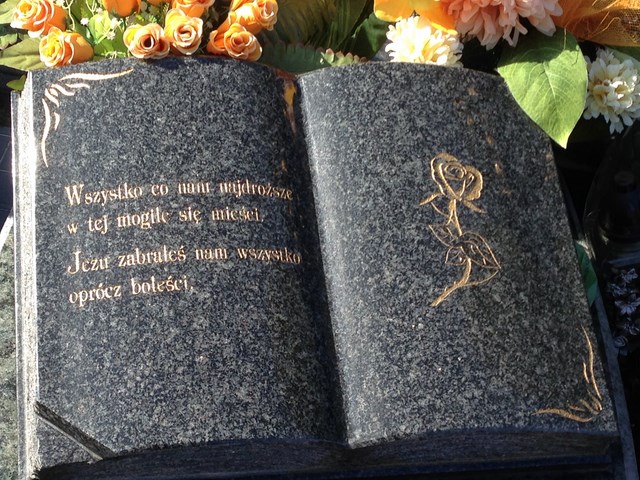 Wszystko co nam najdroższe
w tej mogile się mieści,
Jezu zabrałeś nam wszystko
oprócz boleści,